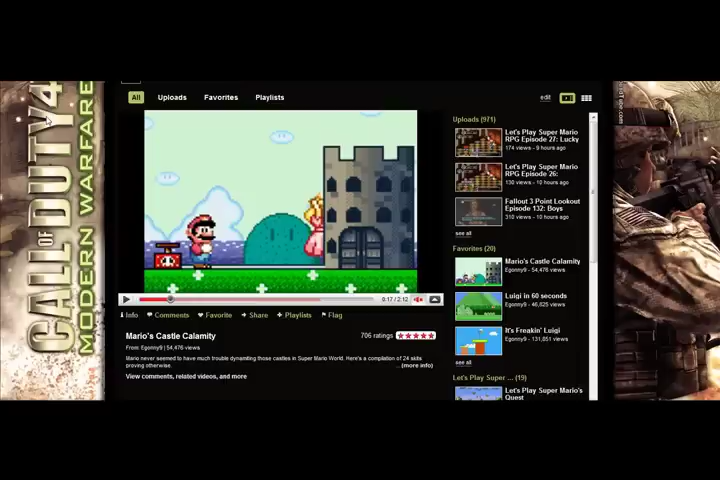 CALL OF DUTY 4
MODERN WARFARE
All Uploads Favorites Playlists
edit
0:17 / 2:12
Info Comments Favorite Share Playlists Flag
Mario's Castle Calamity
706 ratings
From: Egonny9 | 54,476 views
Mario never seemed to have much trouble dynamiting those castles in Super Mario World. Here's a compilation of 24 skits
proving otherwise.
... (more info)
View comments, related videos, and more
Uploads (971)
Let's Play Super Mario
RPG Episode 27: Lucky
174 views - 9 hours ago
Let's Play Super Mario
RPG Episode 26:
130 views - 10 hours ago
Fallout 3 Point Lookout
Episode 132: Boys
310 views - 10 hours ago
see all
Favorites (20)
Mario's Castle Calamity
Egonny9 - 54,476 views
Luigi in 60 seconds
Egonny9 - 46,825 views
It's Freakin' Luigi
Egonny9 - 131,851 views
see all
Let's Play Super ... (19)
Let's Play Super Mario's
Quest